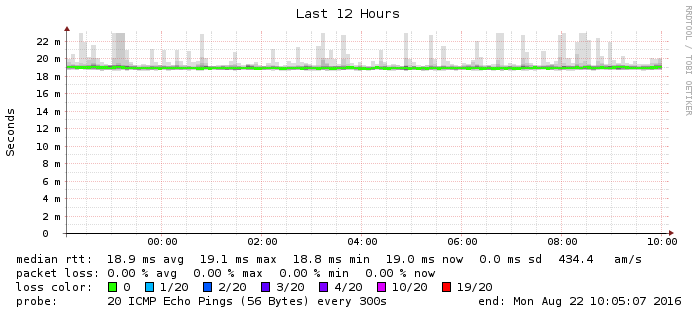 Last 12 Hours
RRDTOOL / TOBI OETIKER
Seconds
22 m
20 m
18 m
16 m
14 m
12 m
10 m
8 m
6 m
4 m
2 m
0
00:00 02:00 04:00 06:00 08:00 10:00
median rtt: 18.9 ms avg 19.1 ms max 18.8 ms min 19.0 ms now 0.0 ms sd 434.4 am/s
packet loss: 0.00 % avg 0.00 % max 0.00 % min 0.00 % now
loss color: 0 1/20 2/20 3/20 4/20 10/20 19/20
probe: 20 ICMP Echo Pings (56 Bytes) every 300s end: Mon Aug 22 10:05:07 2016